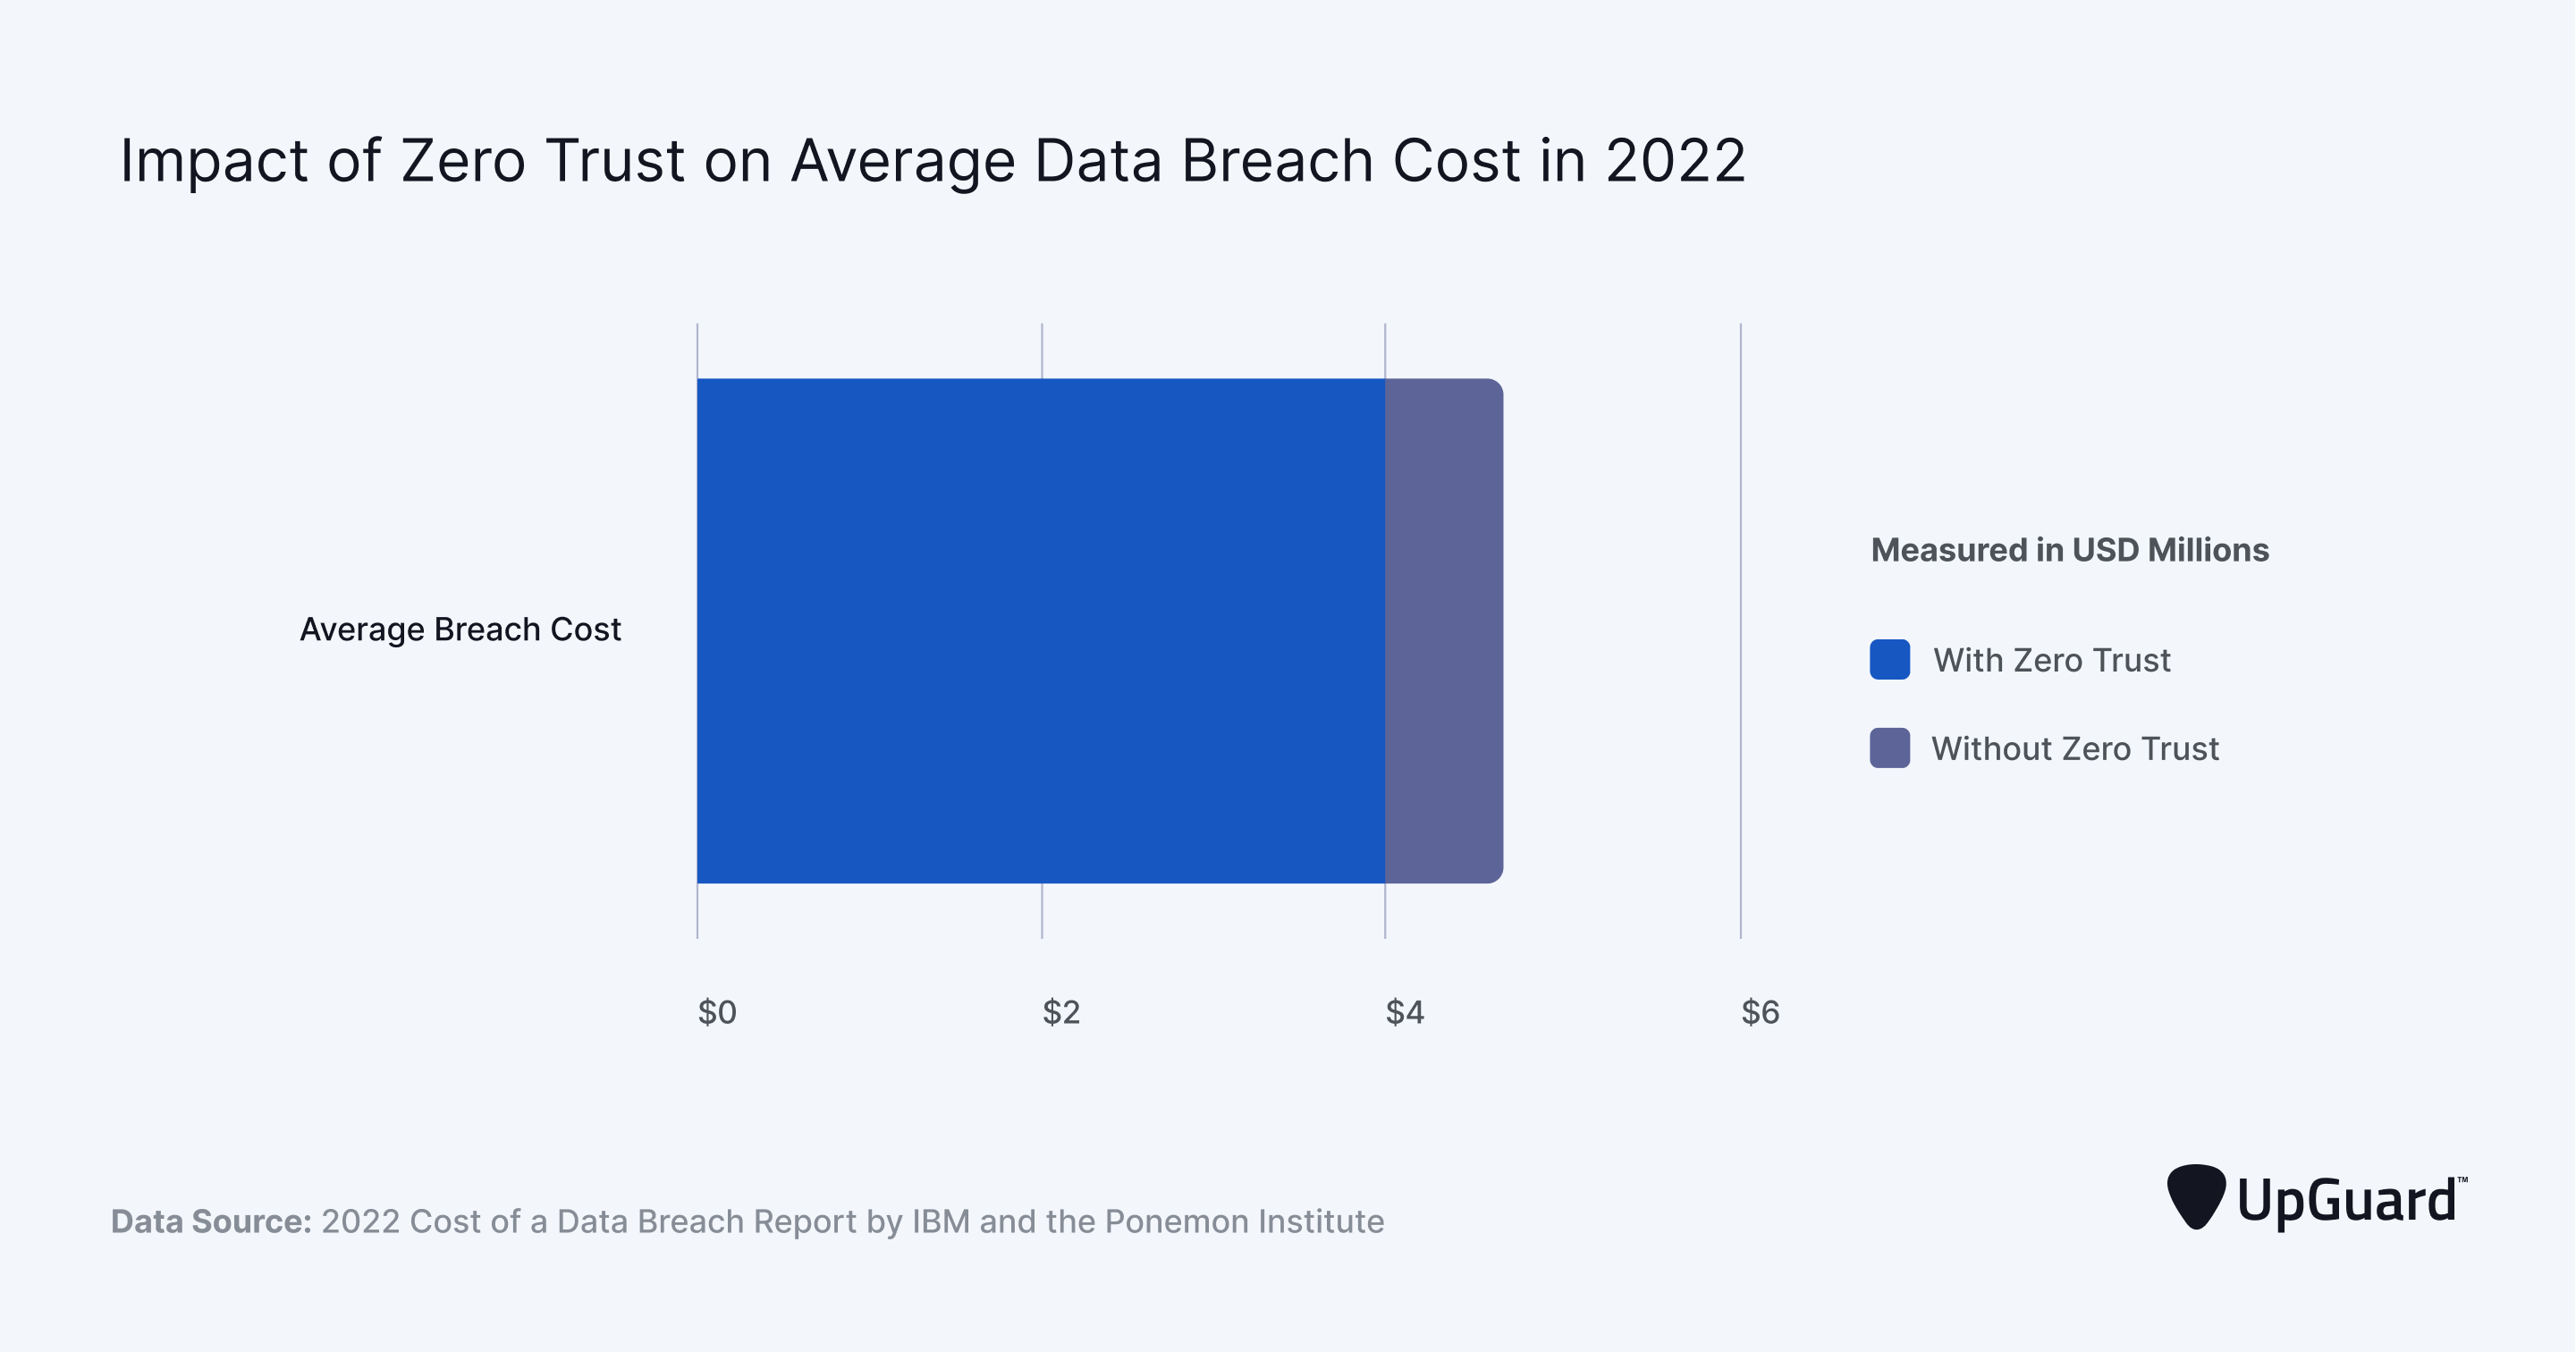 Impact of Zero Trust on Average Data Breach Cost in 2022
Average Breach Cost
Measured in USD Millions
With Zero Trust
Without Zero Trust
$0 $2 $4 $6
Data Source: 2022 Cost of a Data Breach Report by IBM and the Ponemon Institute
UpGuard™